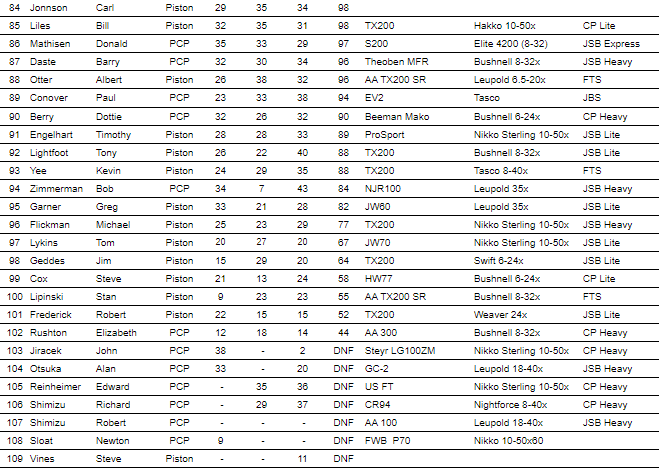 84 Jonnson Carl Piston 29 35 34 98
85 Liles Bill Piston 32 35 31 98 TX200 Hakko 10-50x CP Lite
86 Mathisen Donald PCP 35 33 29 97 S200 Elite 4200 (8-32) JSB Express
87 Daste Barry PCP 32 30 34 96 Theoben MFR Bushnell 8-32x JSB Heavy
88 Otter Albert Piston 26 38 32 96 AA TX200 SR Leupold 6.5-20x FTS
89 Conover Paul PCP 23 33 38 94 EV2 Tasco JBS
90 Berry Dottie PCP 32 26 32 90 Beeman Mako Bushnell 6-24x CP Heavy
91 Engelhart Timothy Piston 28 28 33 89 ProSport Nikko Sterling 10-50x JSB Lite
92 Lightfoot Tony Piston 26 22 40 88 TX200 Bushnell 8-32x JSB Lite
93 Yee Kevin Piston 24 29 35 88 TX200 Tasco 8-40x FTS
94 Zimmerman Bob PCP 34 7 43 84 NJR100 Leupold 35x JSB Heavy
95 Garner Greg Piston 33 21 28 82 JW60 Leupold 35x JSB Lite
96 Flickman Michael Piston 25 23 29 77 TX200 Nikko Sterling 10-50x JSB Heavy
97 Lykins Tom Piston 20 27 20 67 JW70 Nikko Sterling 10-50x JSB Lite
98 Geddes Jim Piston 15 29 20 64 TX200 Swift 6-24x JSB Lite
99 Cox Steve Piston 21 13 24 58 HW77 Bushnell 6-24x CP Lite
100 Lipinski Stan Piston 9 23 23 55 AA TX200 SR Bushnell 8-32x FTS
101 Frederick Robert Piston 22 15 15 52 TX200 Weaver 24x JSB Lite
102 Rushton Elizabeth PCP 12 18 14 44 AA 300 Bushnell 8-32x CP Heavy
103 Jiracek John PCP 38 - 2 DNF Steyr LG100ZM Nikko Sterling 10-50x CP Heavy
104 Otsuka Alan PCP 33 - 20 DNF GC-2 Leupold 18-40x JSB Heavy
105 Reinheimer Edward PCP - 35 36 DNF US FT Nikko Sterling 10-50x CP Heavy
106 Shimizu Richard PCP - 29 37 DNF CR94 Nightforce 8-40x CP Heavy
107 Shimizu Robert PCP - - - DNF AA 100 Leupold 18-40x JSB Heavy
108 Sloat Newton PCP 9 - - DNF FWB P70 Nikko 10-50x60
109 Vines Steve Piston - - 11 DNF